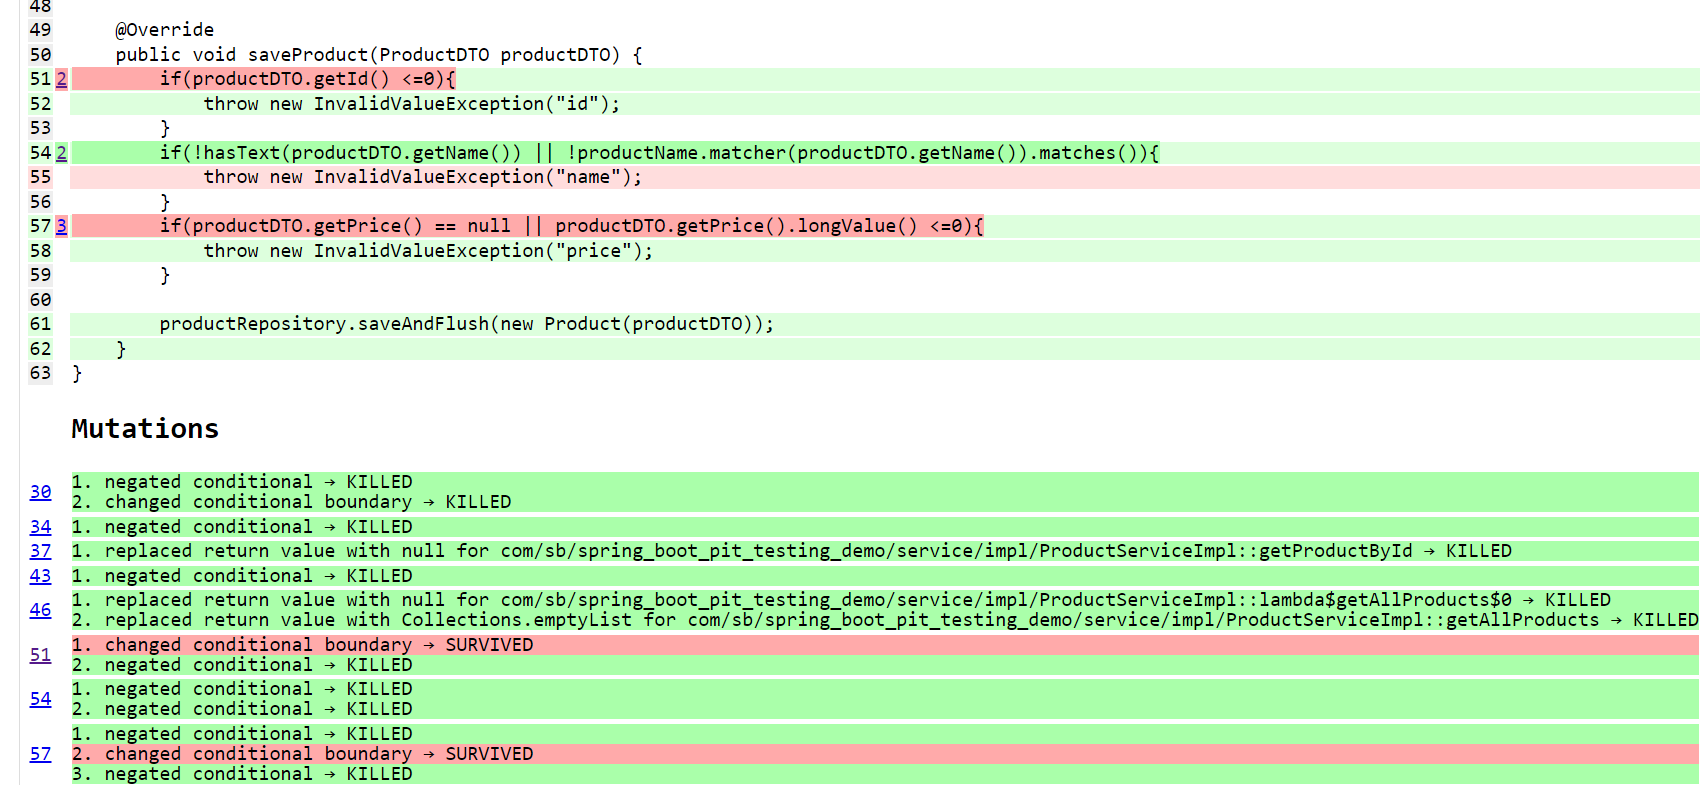 48
49 @Override
50 public void saveProduct(ProductDTO productDTO) {
51 2 if(productDTO.getId() <=0){
52 throw new InvalidValueException("id");
53 }
54 2 if(!hasText(productDTO.getName()) || !productName.matcher(productDTO.getName()).matches()){
55 throw new InvalidValueException("name");
56 }
57 3 if(productDTO.getPrice() == null || productDTO.getPrice().longValue() <=0){
58 throw new InvalidValueException("price");
59 }
60
61 productRepository.saveAndFlush(new Product(productDTO));
62 }
63 }
Mutations
30 1. negated conditional → KILLED
2. changed conditional boundary → KILLED
34 1. negated conditional → KILLED
37 1. replaced return value with null for com/sb/spring_boot_pit_testing_demo/service/impl/ProductServiceImpl::getProductById → KILLED
43 1. negated conditional → KILLED
46 1. replaced return value with null for com/sb/spring_boot_pit_testing_demo/service/impl/ProductServiceImpl::lambda$getAllProducts$0 → KILLED
2. replaced return value with Collections.emptyList for com/sb/spring_boot_pit_testing_demo/service/impl/ProductServiceImpl::getAllProducts → KILLED
51 1. changed conditional boundary → SURVIVED
2. negated conditional → KILLED
54 1. negated conditional → KILLED
2. negated conditional → KILLED
57 1. negated conditional → KILLED
2. changed conditional boundary → SURVIVED
3. negated conditional → KILLED